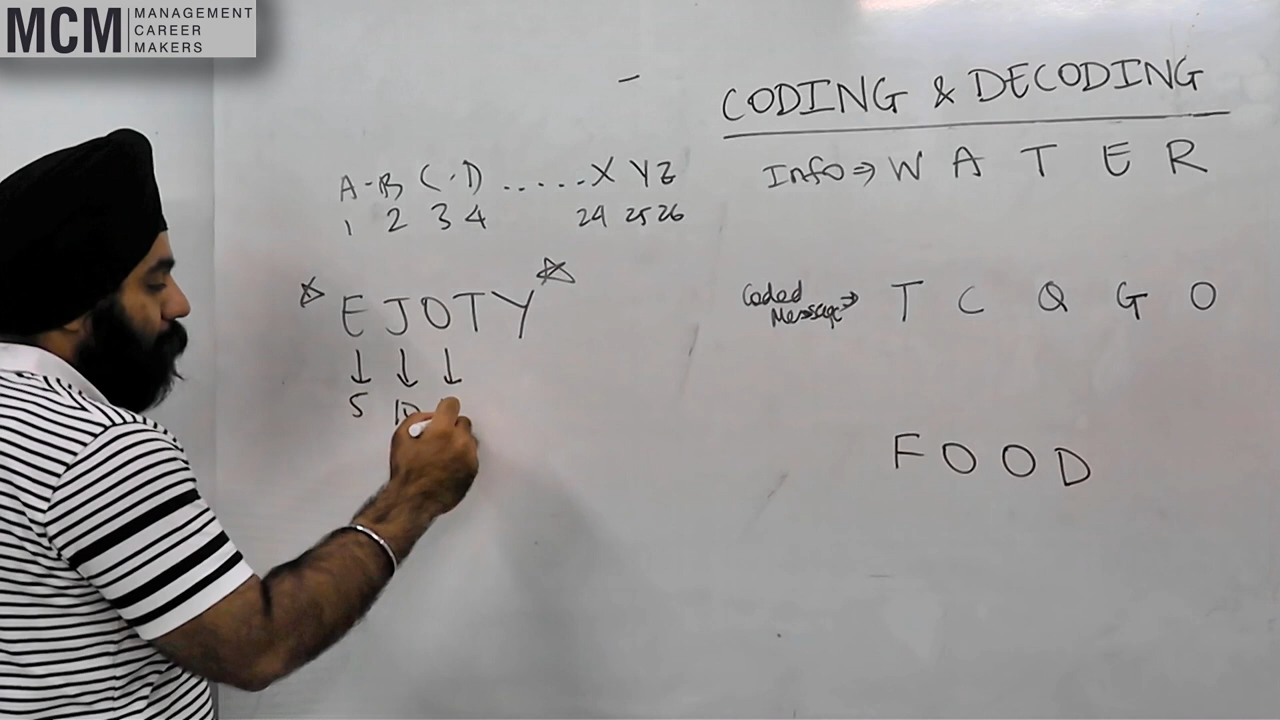 MCM MANAGEMENT
CAREER
MAKERS
CODING & DECODING
Info ⇒ W A T E R
A-B C.D ...... X Y Z
1 2 3 4 24 25 26
☆ E J O T Y ☆
↓ ↓ ↓
5 10
Coded
Message ⇒ T C Q G O
F O O D